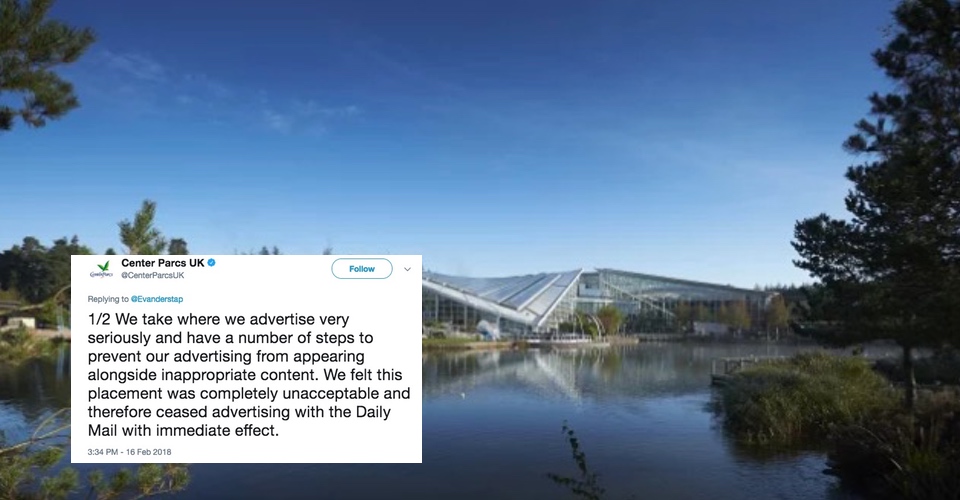 Center Parcs UK
@CenterParcsUK
Follow
Replying to @Evanderstap
1/2 We take where we advertise very
seriously and have a number of steps to
prevent our advertising from appearing
alongside inappropriate content. We felt this
placement was completely unacceptable and
therefore ceased advertising with the Daily
Mail with immediate effect.
3:34 PM - 16 Feb 2018